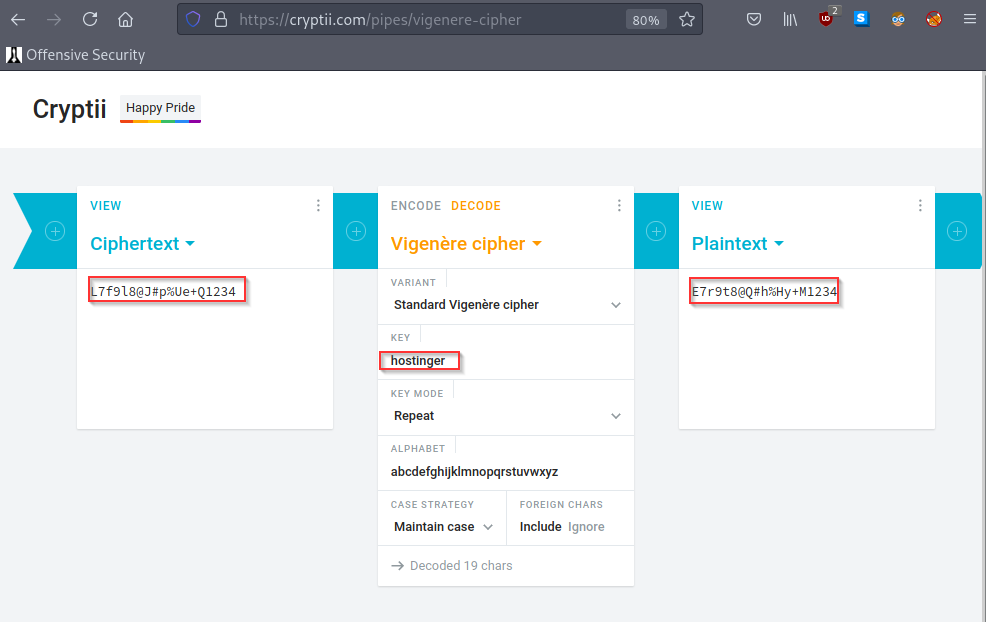 https://cryptii.com/pipes/vigenere-cipher
80%
2
Offensive Security
Cryptii
Happy Pride
VIEW
Ciphertext
L7f9l8@J#p%Ue+Q1234
ENCODE DECODE
Vigenère cipher
VARIANT
Standard Vigenère cipher
KEY
hostinger
KEY MODE
Repeat
ALPHABET
abcdefghijklmnopqrstuvwxyz
CASE STRATEGY
Maintain case
FOREIGN CHARS
Include Ignore
→ Decoded 19 chars
VIEW
Plaintext
E7r9t8@Q#h%Hy+M1234